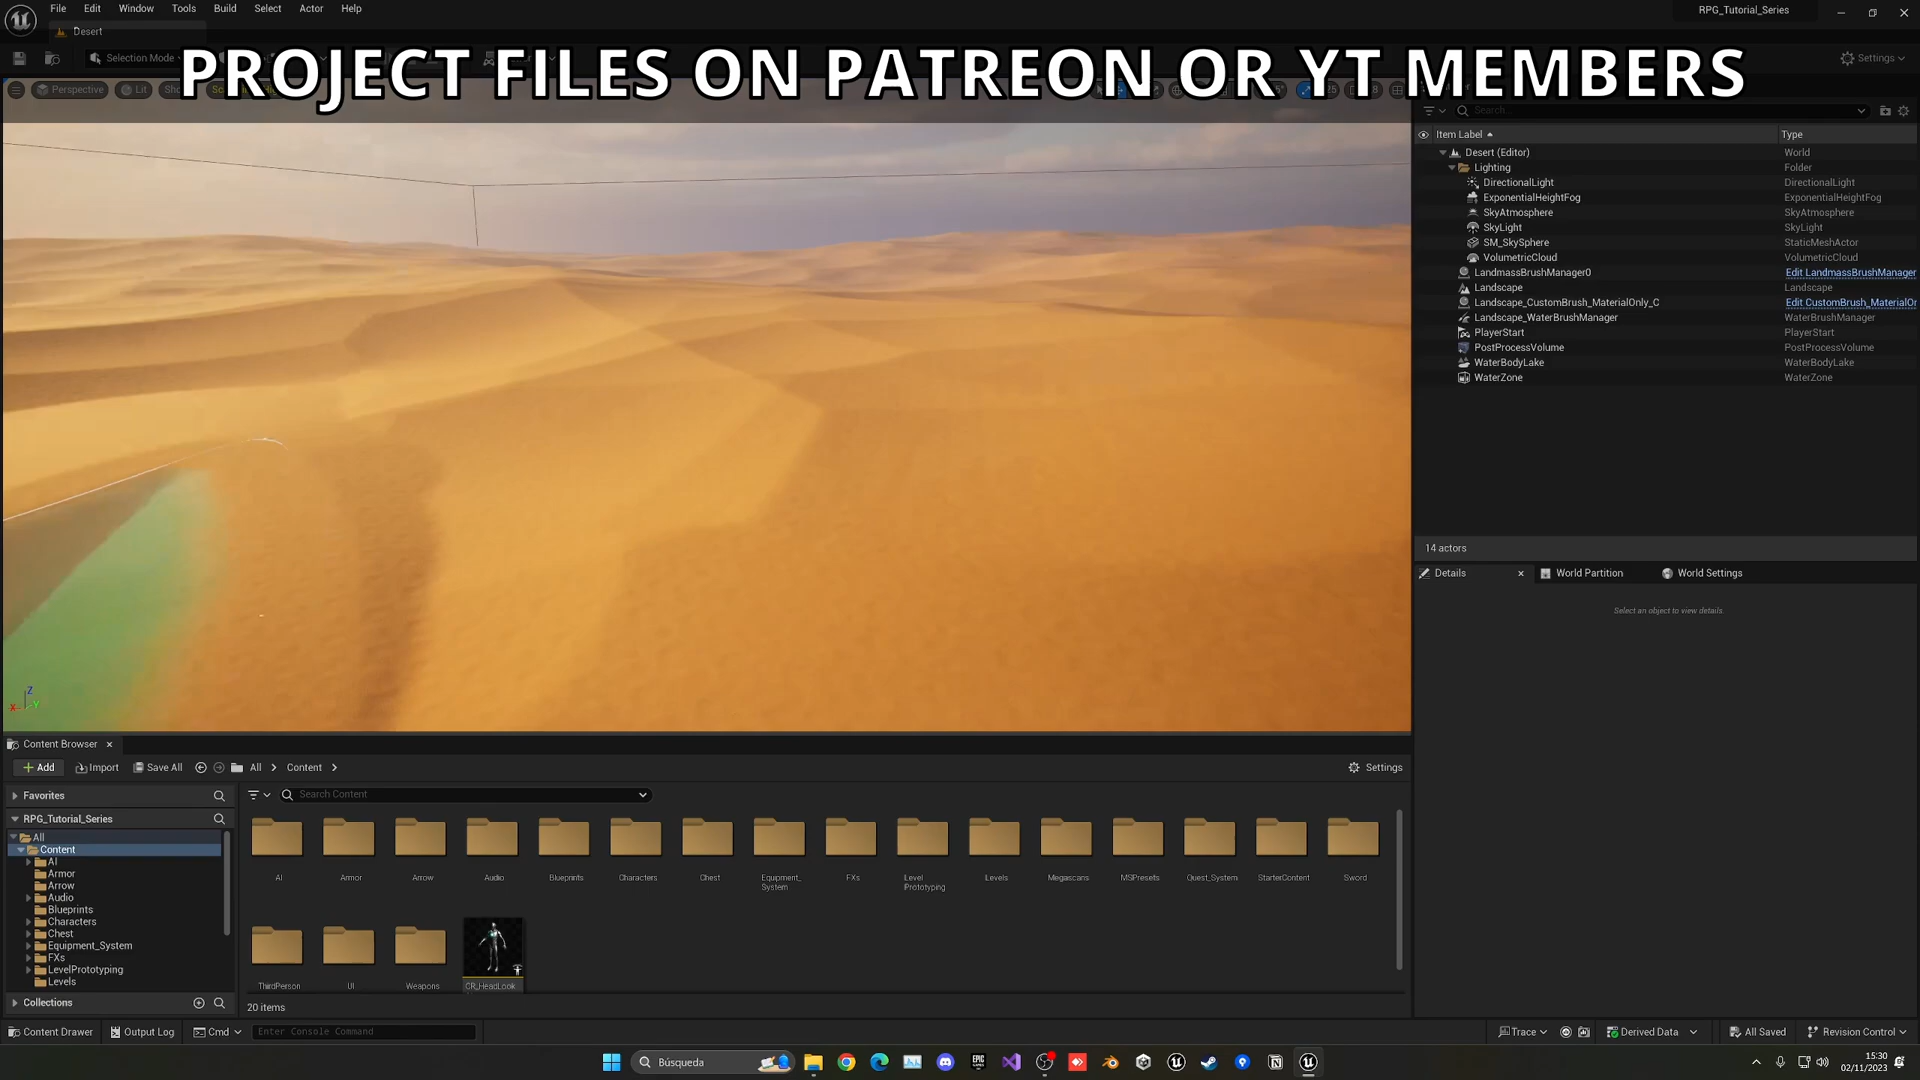 File Edit Window Tools Build Select Actor Help
RPG_Tutorial_Series
Desert
Selection Mode
Settings
PROJECT FILES ON PATREON OR YT MEMBERS
Perspective
Lit
Search...
Item Label
Type
Desert (Editor) World
Lighting Folder
DirectionalLight DirectionalLight
ExponentialHeightFog ExponentialHeightFog
SkyAtmosphere SkyAtmosphere
SkyLight SkyLight
SM_SkySphere StaticMeshActor
VolumetricCloud VolumetricCloud
LandmassBrushManager0 Edit LandmassBrushManager
Landscape Landscape
Landscape_CustomBrush_MaterialOnly_C Edit CustomBrush_MaterialOr
Landscape_WaterBrushManager WaterBrushManager
PlayerStart PlayerStart
PostProcessVolume PostProcessVolume
WaterBodyLake WaterBodyLake
WaterZone WaterZone
14 actors
Details World Partition World Settings
Select an object to view details.
Z
X
Y
Content Browser
Add Import Save All All Content Settings
Favorites
Search Content
RPG_Tutorial_Series
All
Content
AI
Armor
Arrow
Audio
Blueprints
Characters
Chest
Equipment_System
FXs
LevelPrototyping
Levels
Collections
AI Armor Arrow Audio Blueprints Characters Chest Equipment_ FXs Level Levels Megascans MSPresets Quest_System StarterContent Sword
System Prototyping
ThirdPerson UI Weapons CR_HeadLook
20 items
Content Drawer Output Log Cmd Enter Console Command Trace Derived Data All Saved Revision Control
Búsqueda
15:30
02/11/2023